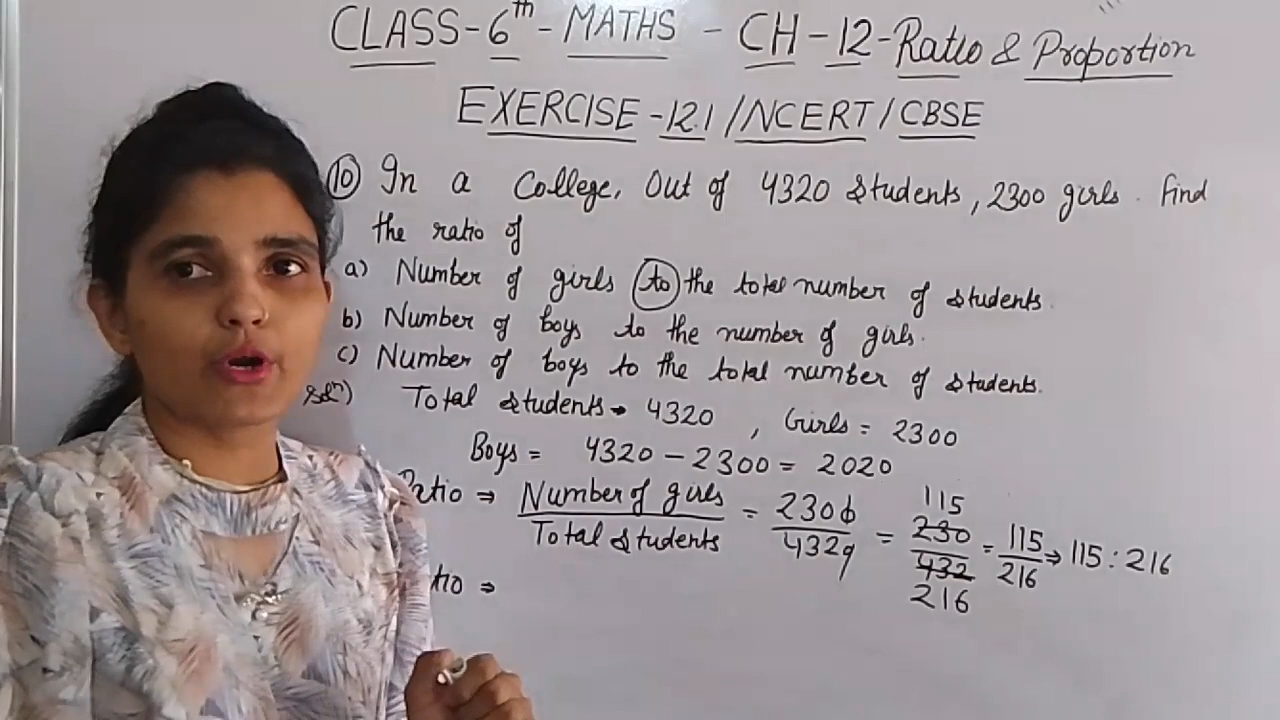 CLASS-6th-MATHS - CH-12-Ratio & Proportion
EXERCISE-12.1/NCERT/CBSE
10 In a College, Out of 4320 students, 2300 girls. Find
the ratio of
a) Number of girls to the total number of students.
b) Number of boys to the number of girls.
c) Number of boys to the total number of students.
Solⁿ) Total students → 4320, Girls = 2300
Boys = 4320 - 2300 = 2020
Ratio ⇒ Number of girls / Total students = 2300 / 4320 = 115 230 / 432 216 = 115 / 216 ⇒ 115 : 216
tio ⇒